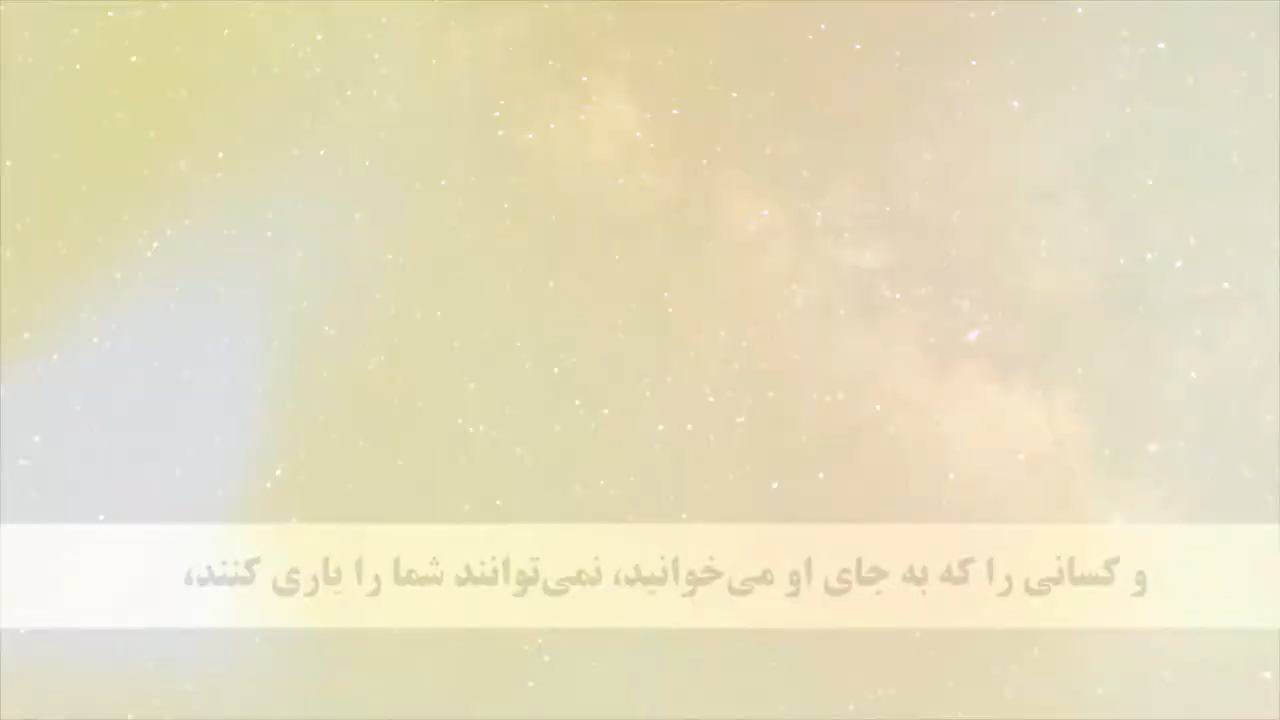 و کسانی را که به جای او می‌خوانید، نمی‌توانند شما را یاری کنند،